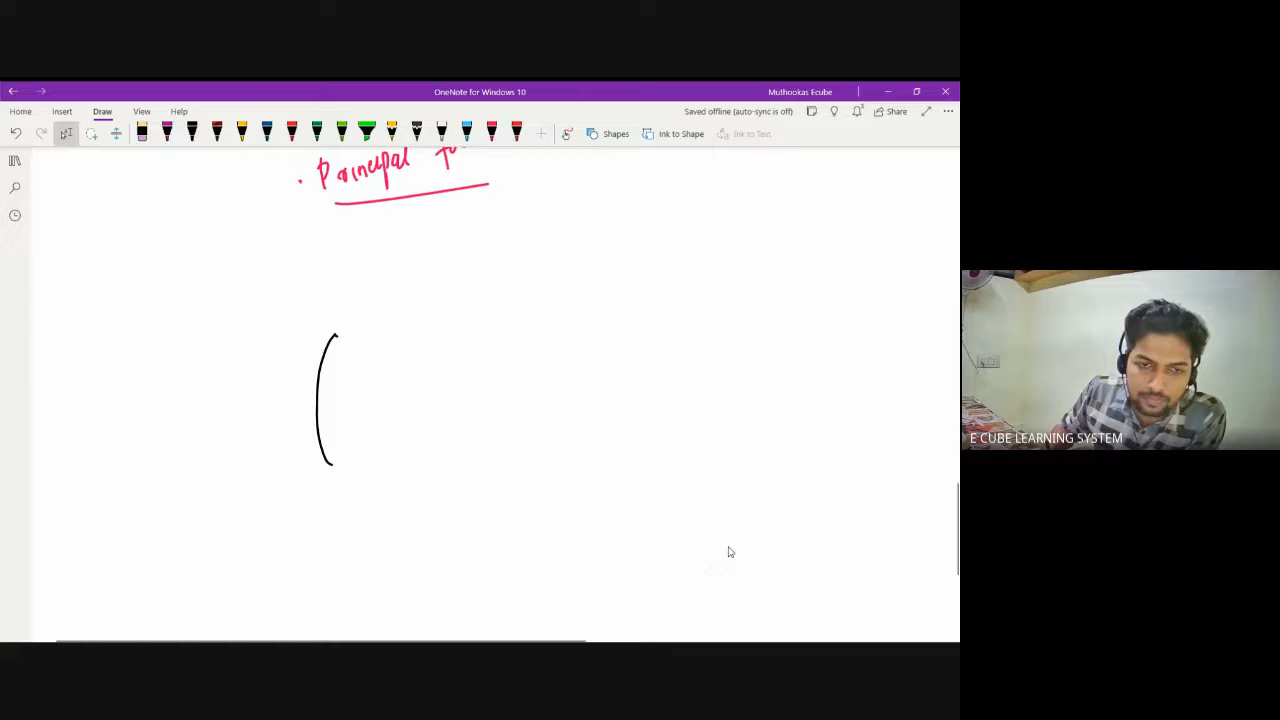 OneNote for Windows 10
Muthookas Ecube
Home Insert Draw View Help
Saved offline (auto-sync is off)
Share
Shapes
Ink to Shape
Ink to Text
. Principal
E CUBE LEARNING SYSTEM